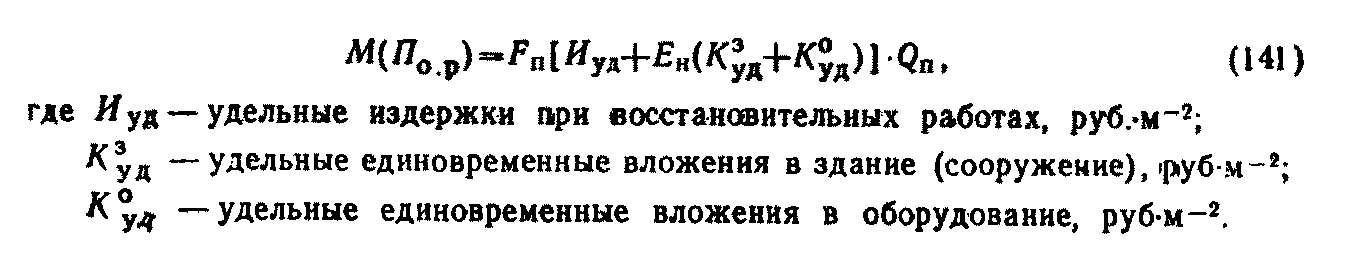 M(П_о.р)=F_п[И_уд+E_н(К^з_уд+К^о_уд)]·Q_п, (141)
где И_уд — удельные издержки при восстановительных работах, руб.·м⁻²;
К^з_уд — удельные единовременные вложения в здание (сооружение), руб·м⁻²;
К^о_уд — удельные единовременные вложения в оборудование, руб·м⁻².